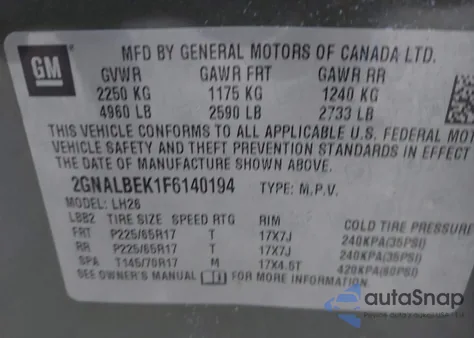 GM
MFD BY GENERAL MOTORS OF CANADA LTD.
GVWR GAWR FRT GAWR RR
2250 KG 1175 KG 1240 KG
4960 LB 2590 LB 2733 LB
THIS VEHICLE CONFORMS TO ALL APPLICABLE U.S. FEDERAL MOTOR
VEHICLE SAFETY AND THEFT PREVENTION STANDARDS IN EFFECT
DATE OF MANUFACTURE SHOWN ABOVE.
2GNALBEK1F6140194 TYPE: M.P.V.
MODEL: LH26
LBB2 TIRE SIZE SPEED RTG RIM COLD TIRE PRESSURE
FRT P225/65R17 T 17X7J 240KPA(35PSI)
RR P225/65R17 T 17X7J 240KPA(35PSI)
SPA T145/70R17 M 17X4.5T 420KPA(60PSI)
SEE OWNER'S MANUAL FOR MORE INFORMATION.
autoSnap